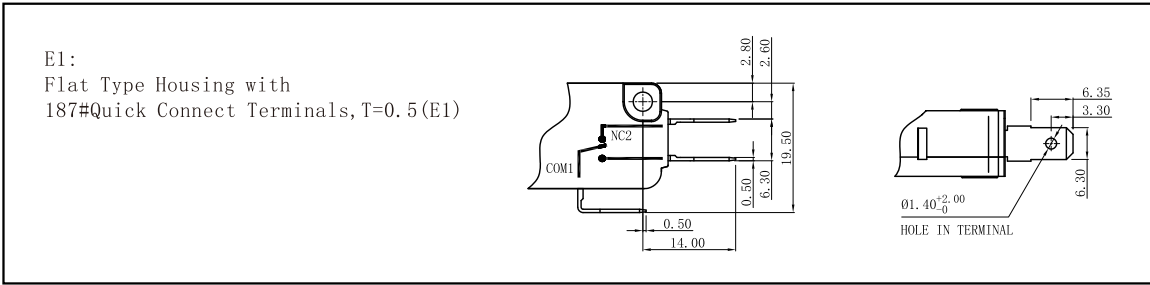 E1:
Flat Type Housing with
187#Quick Connect Terminals,T=0.5(E1)
2.80
2.60
NC2
COM1
19.50
0.50
6.30
0.50
14.00
6.35
3.30
6.30
Ø1.40+2.00 -0
HOLE IN TERMINAL